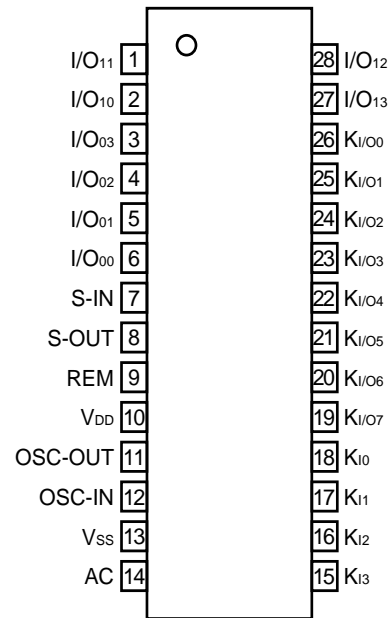 I/O11 1 28 I/O12
I/O10 2 27 I/O13
I/O03 3 26 KI/O0
I/O02 4 25 KI/O1
I/O01 5 24 KI/O2
I/O00 6 23 KI/O3
S-IN 7 22 KI/O4
S-OUT 8 21 KI/O5
REM 9 20 KI/O6
VDD 10 19 KI/O7
OSC-OUT 11 18 KI0
OSC-IN 12 17 KI1
VSS 13 16 KI2
AC 14 15 KI3